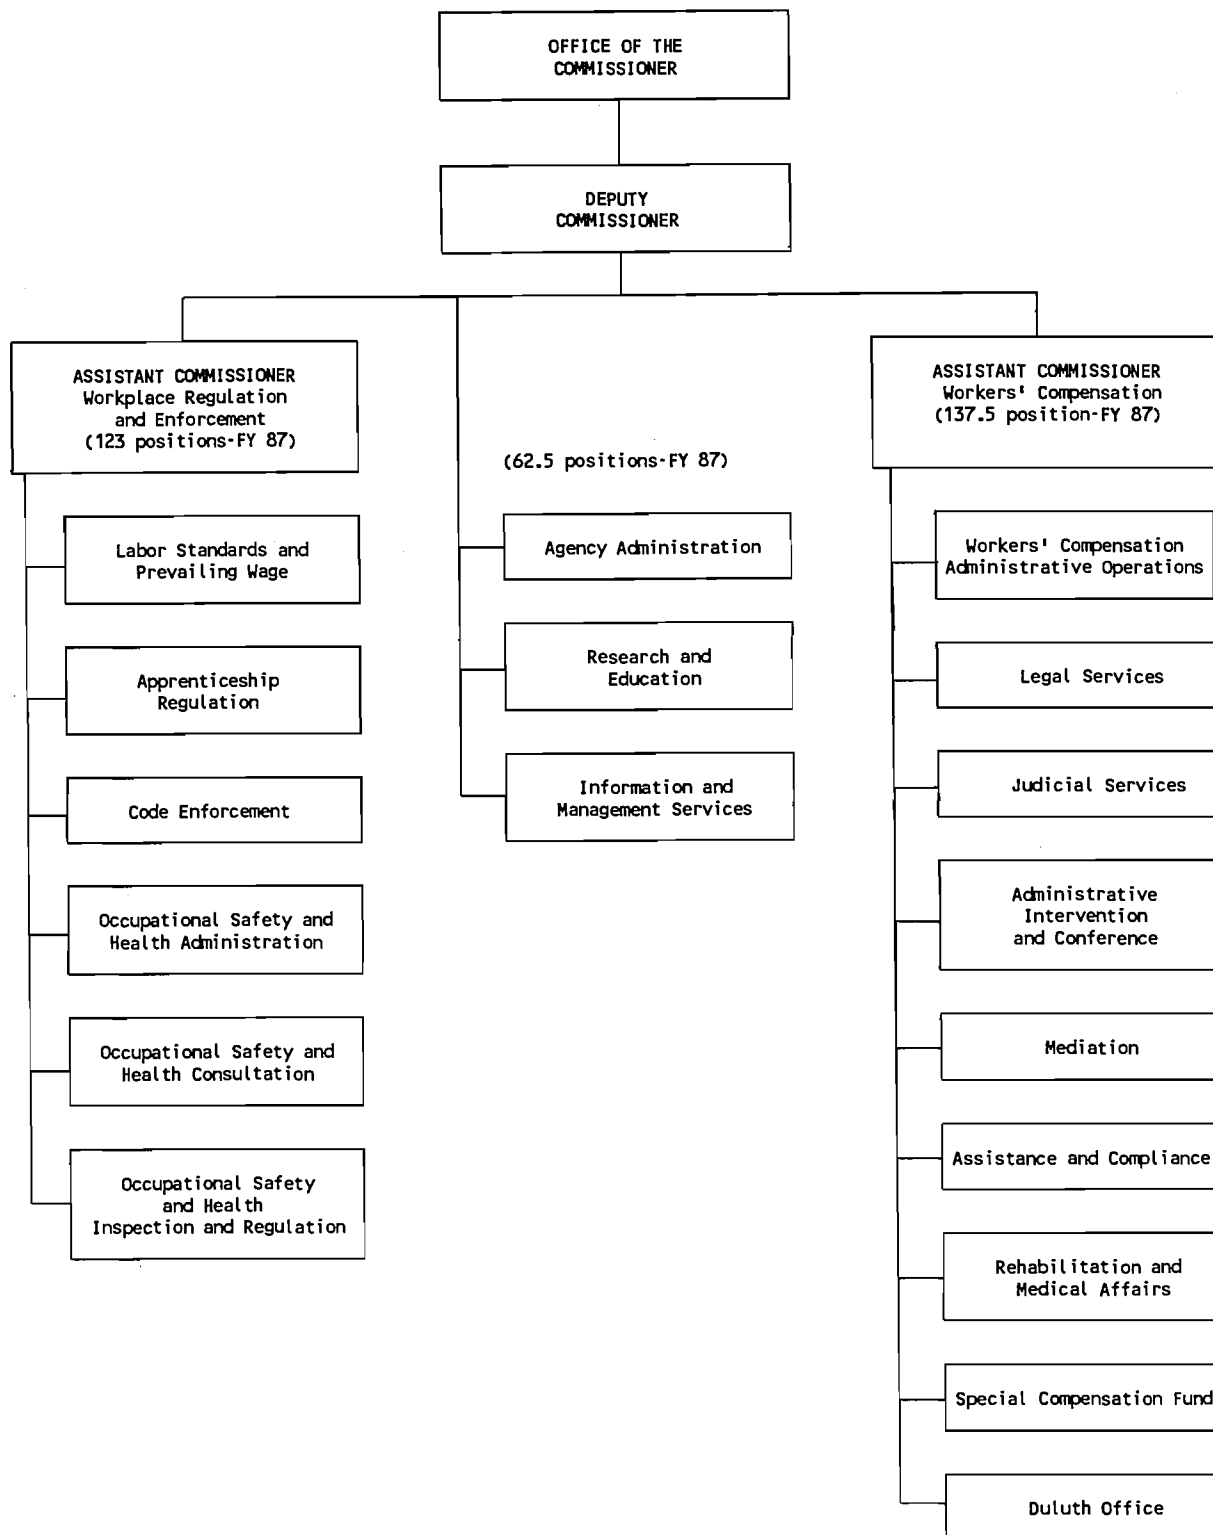 OFFICE OF THE
COMMISSIONER
DEPUTY
COMMISSIONER
ASSISTANT COMMISSIONER
Workplace Regulation
and Enforcement
(123 positions-FY 87)
Labor Standards and
Prevailing Wage
Apprenticeship
Regulation
Code Enforcement
Occupational Safety and
Health Administration
Occupational Safety and
Health Consultation
Occupational Safety
and Health
Inspection and Regulation
(62.5 positions-FY 87)
Agency Administration
Research and
Education
Information and
Management Services
ASSISTANT COMMISSIONER
Workers' Compensation
(137.5 position-FY 87)
Workers' Compensation
Administrative Operations
Legal Services
Judicial Services
Administrative
Intervention
and Conference
Mediation
Assistance and Compliance
Rehabilitation and
Medical Affairs
Special Compensation Fund
Duluth Office